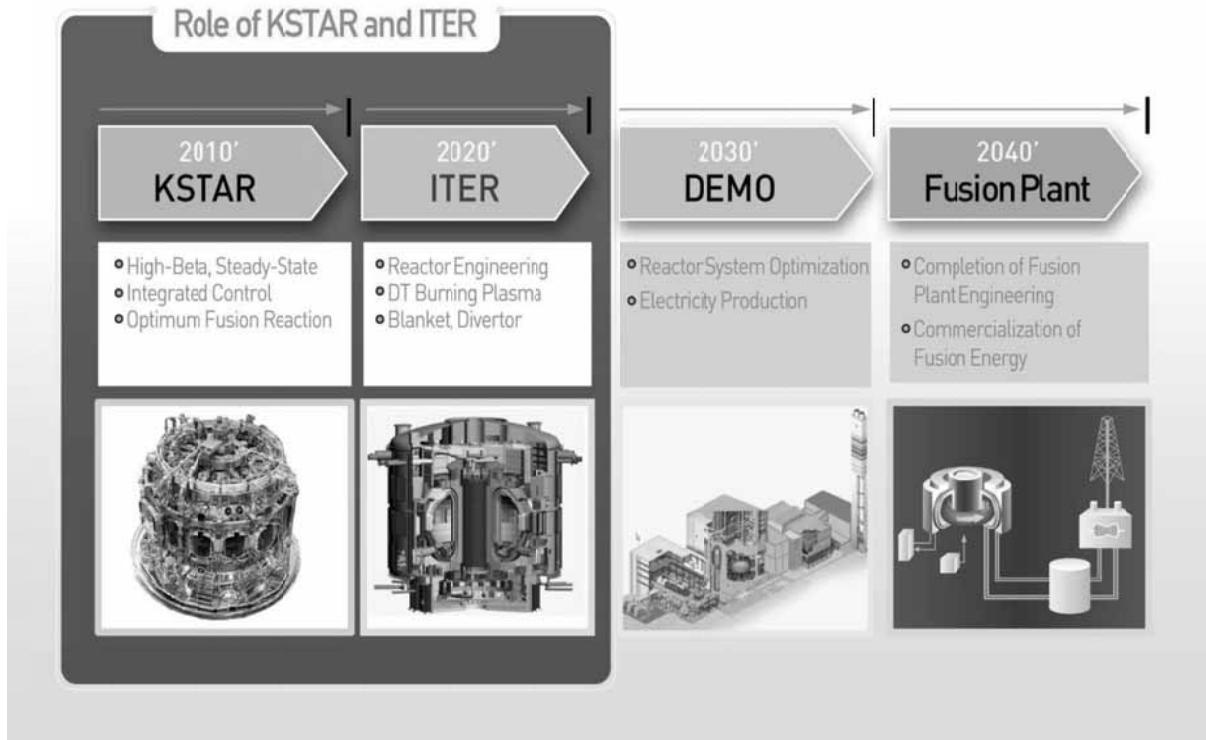 Role of KSTAR and ITER
2010'
KSTAR
2020'
ITER
2030'
DEMO
2040'
Fusion Plant
High-Beta, Steady-State
Integrated Control
Optimum Fusion Reaction
Reactor Engineering
DT Burning Plasma
Blanket, Divertor
Reactor System Optimization
Electricity Production
Completion of Fusion
Plant Engineering
Commercialization of
Fusion Energy